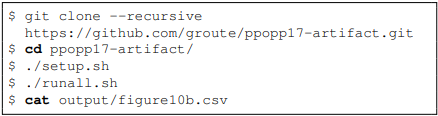 $ git clone --recursive
https://github.com/groute/ppopp17-artifact.git
$ cd ppopp17-artifact/
$ ./setup.sh
$ ./runall.sh
$ cat output/figure10b.csv